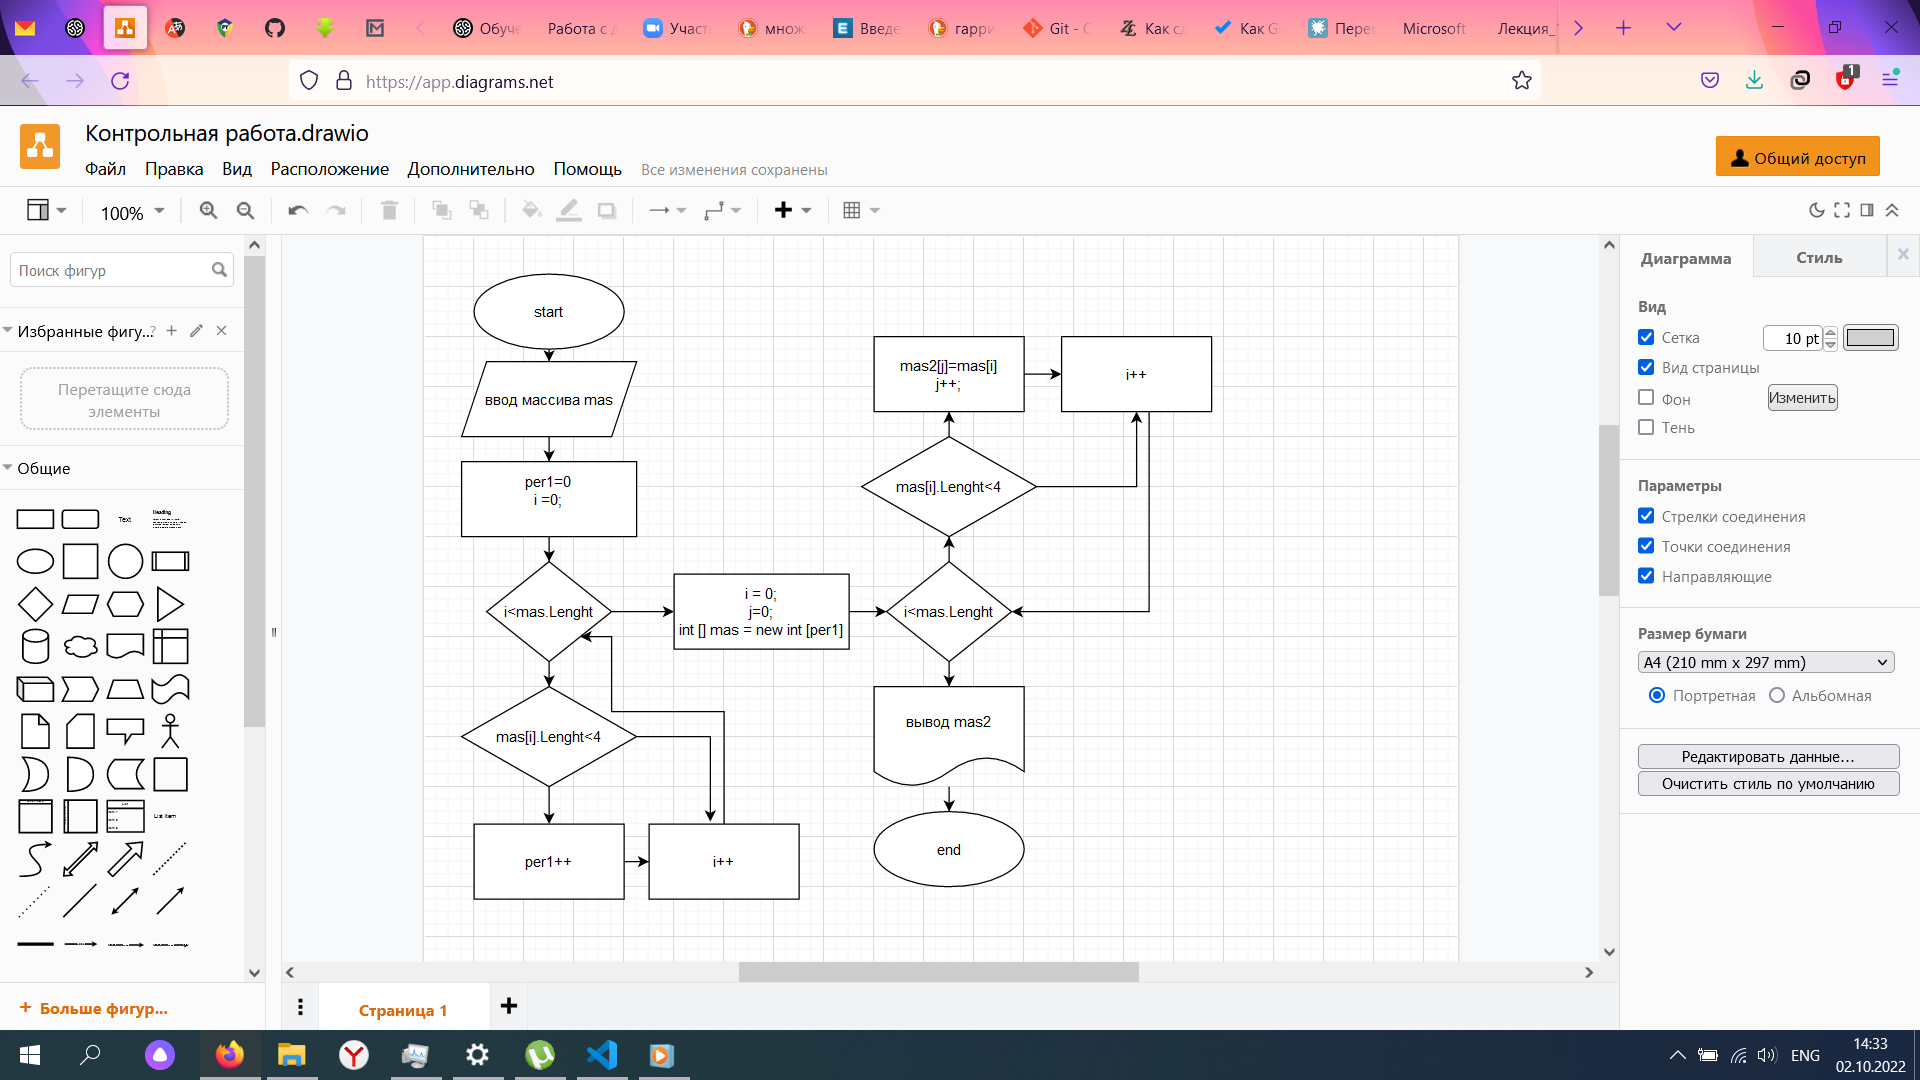 Обуче
Работа с д
Участ
множ
Введе
гарри
Git - С
Как сд
Как Gi
Пере
Microsoft
Лекция_
https://app.diagrams.net
1
Контрольная работа.drawio
Файл Правка Вид Расположение Дополнительно Помощь Все изменения сохранены
Общий доступ
100%
Поиск фигур
Избранные фигу...
?
Перетащите сюда
элементы
Общие
Text
Heading
List Item
+ Больше фигур...
start
ввод массива mas
per1=0
i =0;
i<mas.Lenght
mas[i].Lenght<4
per1++
i++
i = 0;
j=0;
int [] mas = new int [per1]
mas2[j]=mas[i]
j++;
i++
mas[i].Lenght<4
i<mas.Lenght
вывод mas2
end
Страница 1
Диаграмма
Стиль
Вид
Сетка
10 pt
Вид страницы
Фон
Изменить
Тень
Параметры
Стрелки соединения
Точки соединения
Направляющие
Размер бумаги
A4 (210 mm x 297 mm)
Портретная
Альбомная
Редактировать данные...
Очистить стиль по умолчанию
ENG
14:33
02.10.2022